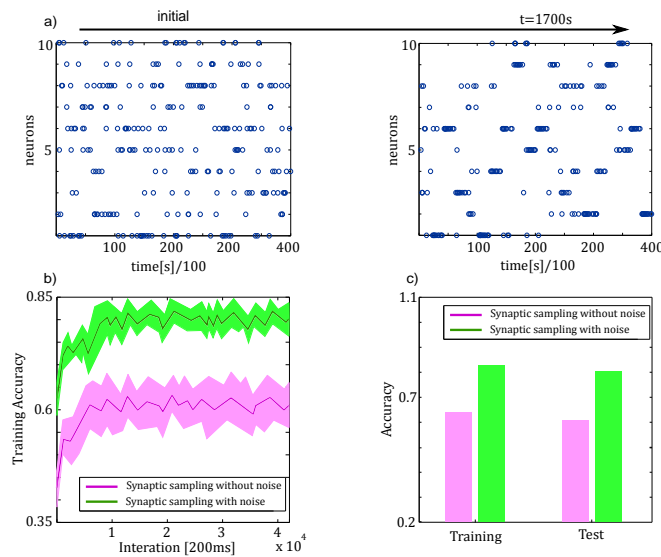 initial
t=1700s
a)
10
5
neurons
100
200
200
400
time[s]/100
10
5
neurons
100
200
200
400
time[s]/100
b)
0.85
0.6
0.35
Training Accuracy
Synaptic sampling without noise
Synaptic sampling with noise
1
2
3
4
x 10^4
Interation [200ms]
c)
1.1
0.7
0.2
Accuracy
Synaptic sampling without noise
Synaptic sampling with noise
Training
Test